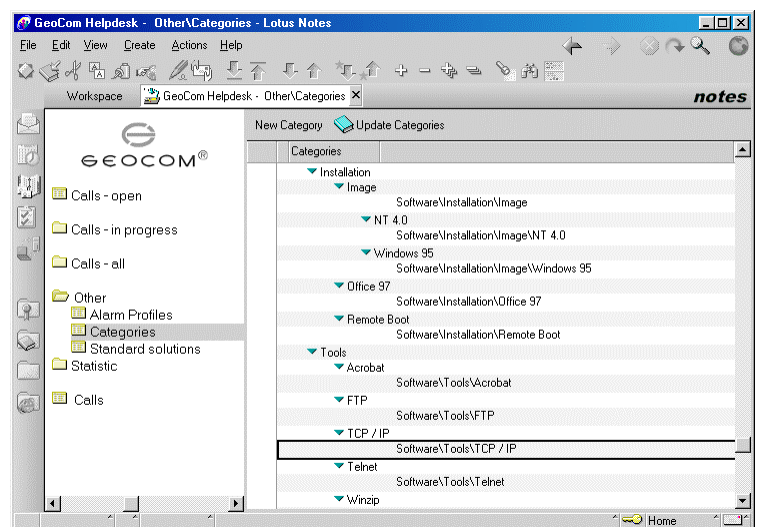 GeoCom Helpdesk - Other\Categories - Lotus Notes
File Edit View Create Actions Help
Workspace GeoCom Helpdesk - Other\Categories notes
GEOCOM®
Calls - open
Calls - in progress
Calls - all
Other
Alarm Profiles
Categories
Standard solutions
Statistic
Calls
New Category Update Categories
Categories
Installation
Image
Software\Installation\Image
NT 4.0
Software\Installation\Image\NT 4.0
Windows 95
Software\Installation\Image\Windows 95
Office 97
Software\Installation\Office 97
Remote Boot
Software\Installation\Remote Boot
Tools
Acrobat
Software\Tools\Acrobat
FTP
Software\Tools\FTP
TCP / IP
Software\Tools\TCP / IP
Telnet
Software\Tools\Telnet
Winzip
Home